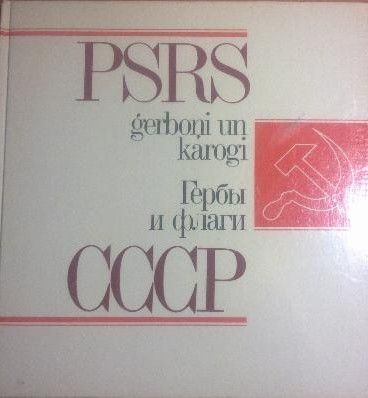 PSRS
ģerboņi un
karogi
Гербы
и флаги
СССР